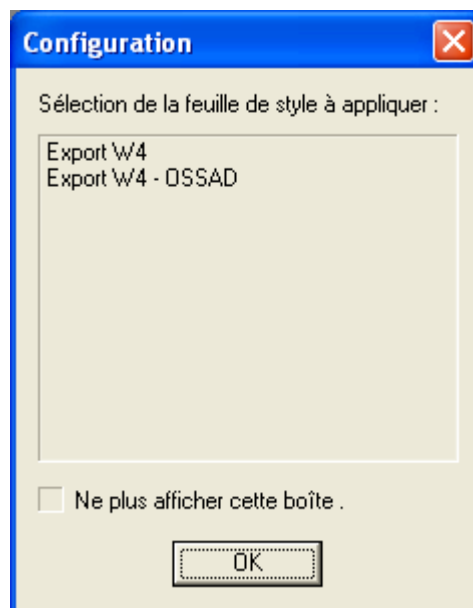 Configuration
Sélection de la feuille de style à appliquer :
Export W4
Export W4 - OSSAD
Ne plus afficher cette boîte .
OK